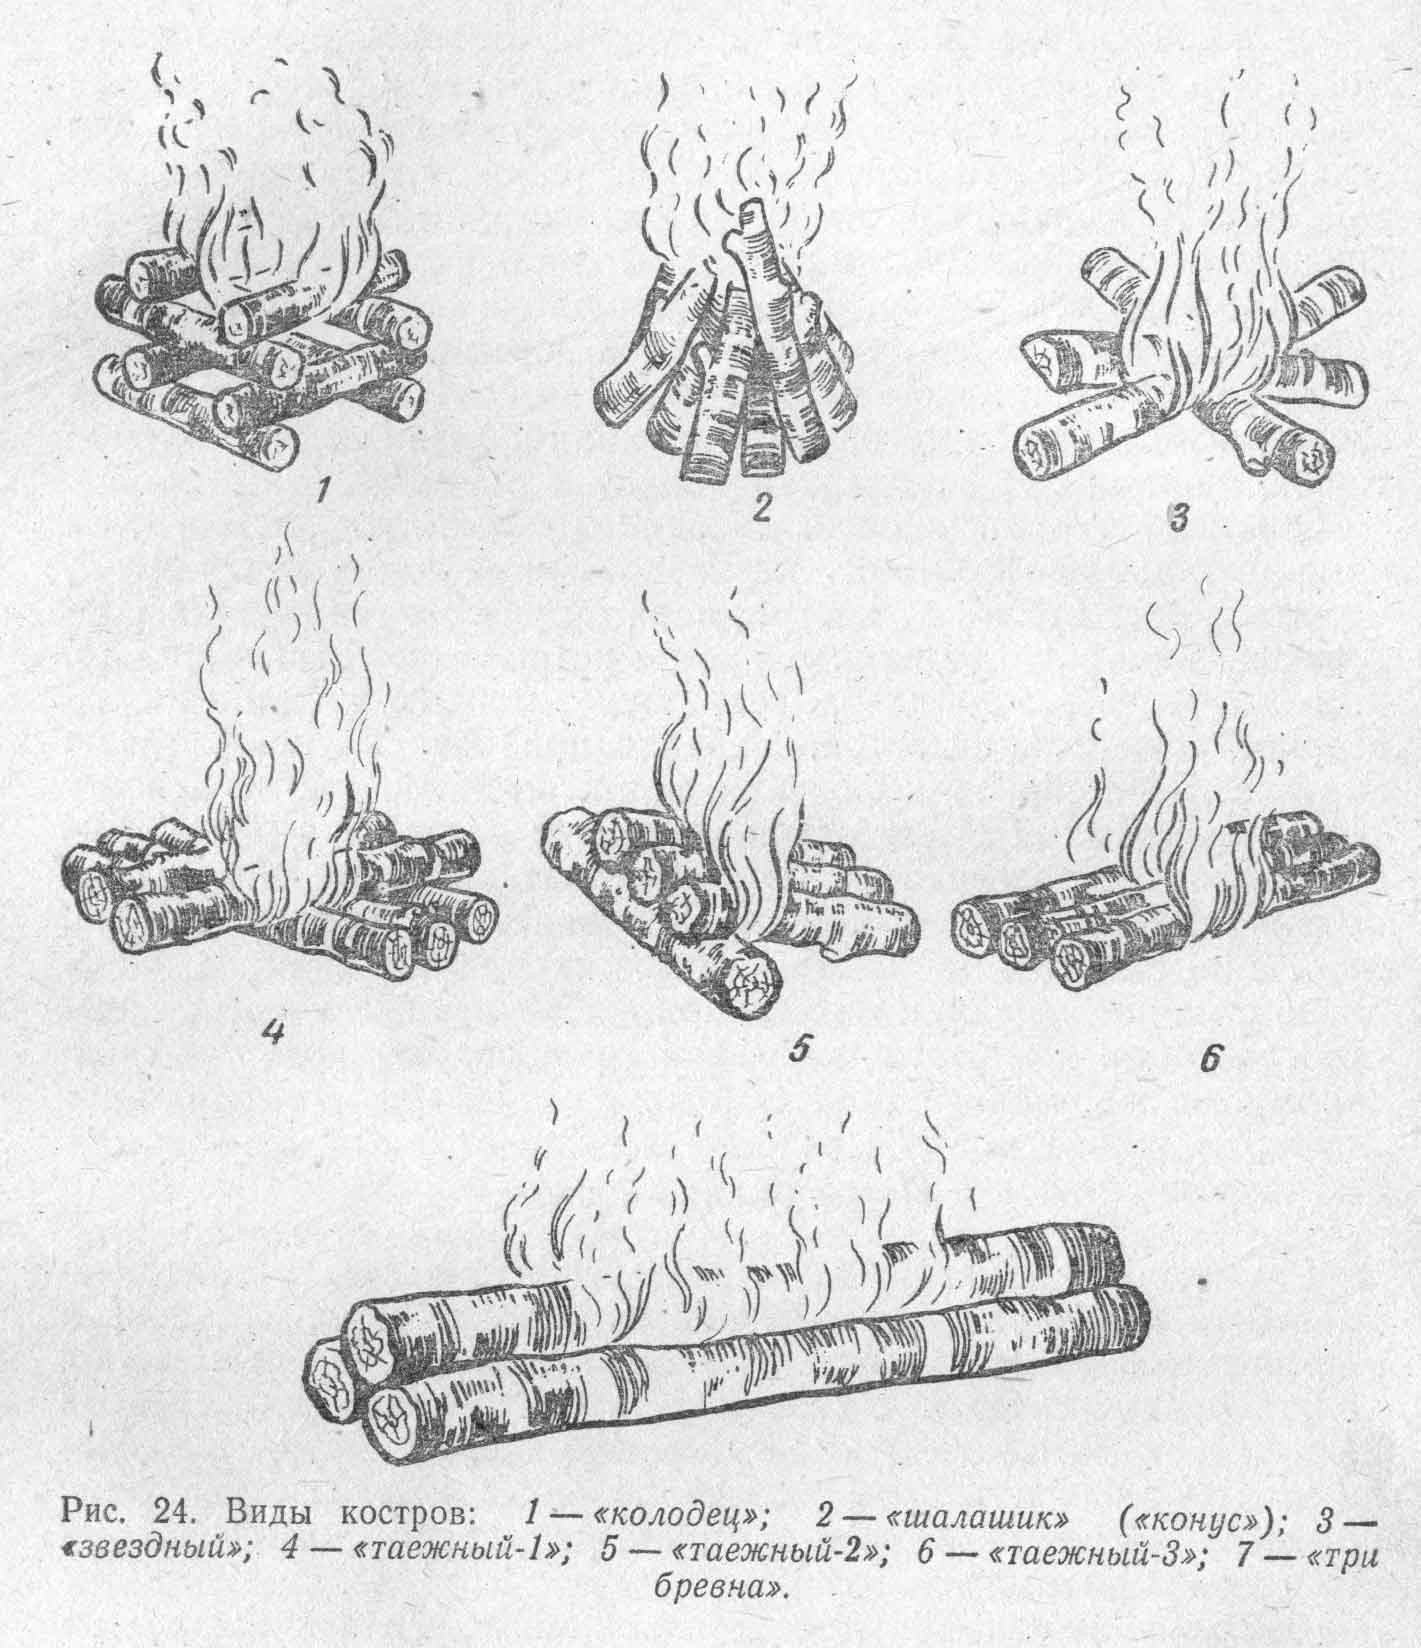 1
2
3
4
5
6
Рис. 24. Виды костров: 1 — «колодец»; 2 — «шалашик» («конус»); 3 —
«звездный»; 4 — «таежный-1»; 5 — «таежный-2»; 6 — «таежный-3»; 7 — «три
бревна».